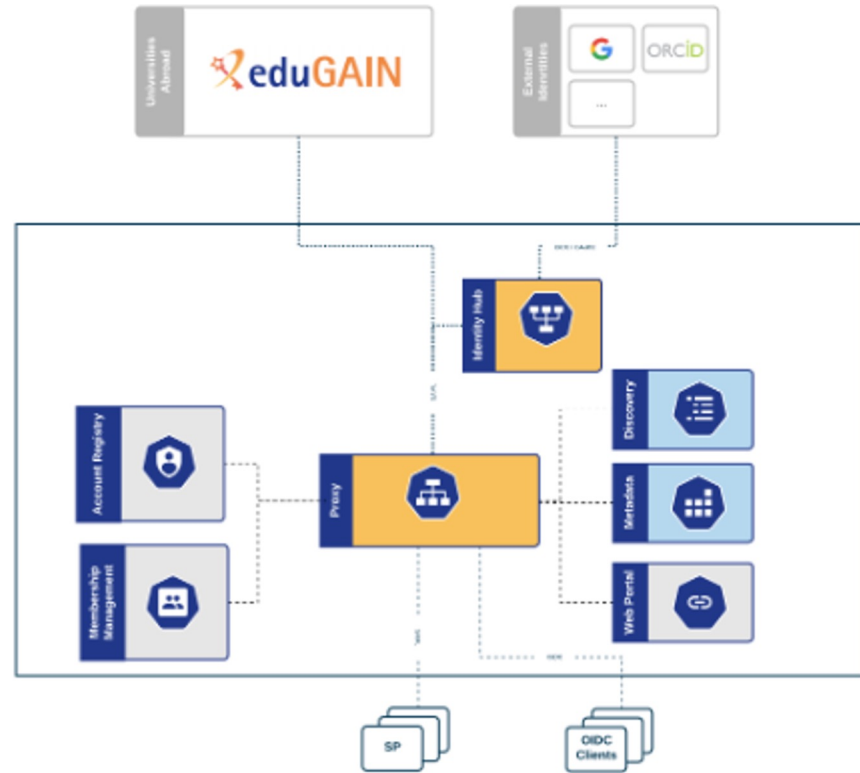 Universities
Abroad
eduGAIN
External
Identities
G
ORCiD
...
Identity Hub
Discovery
Account Registry
Proxy
Metadata
Membership
Management
Web Portal
SP
OIDC
Clients